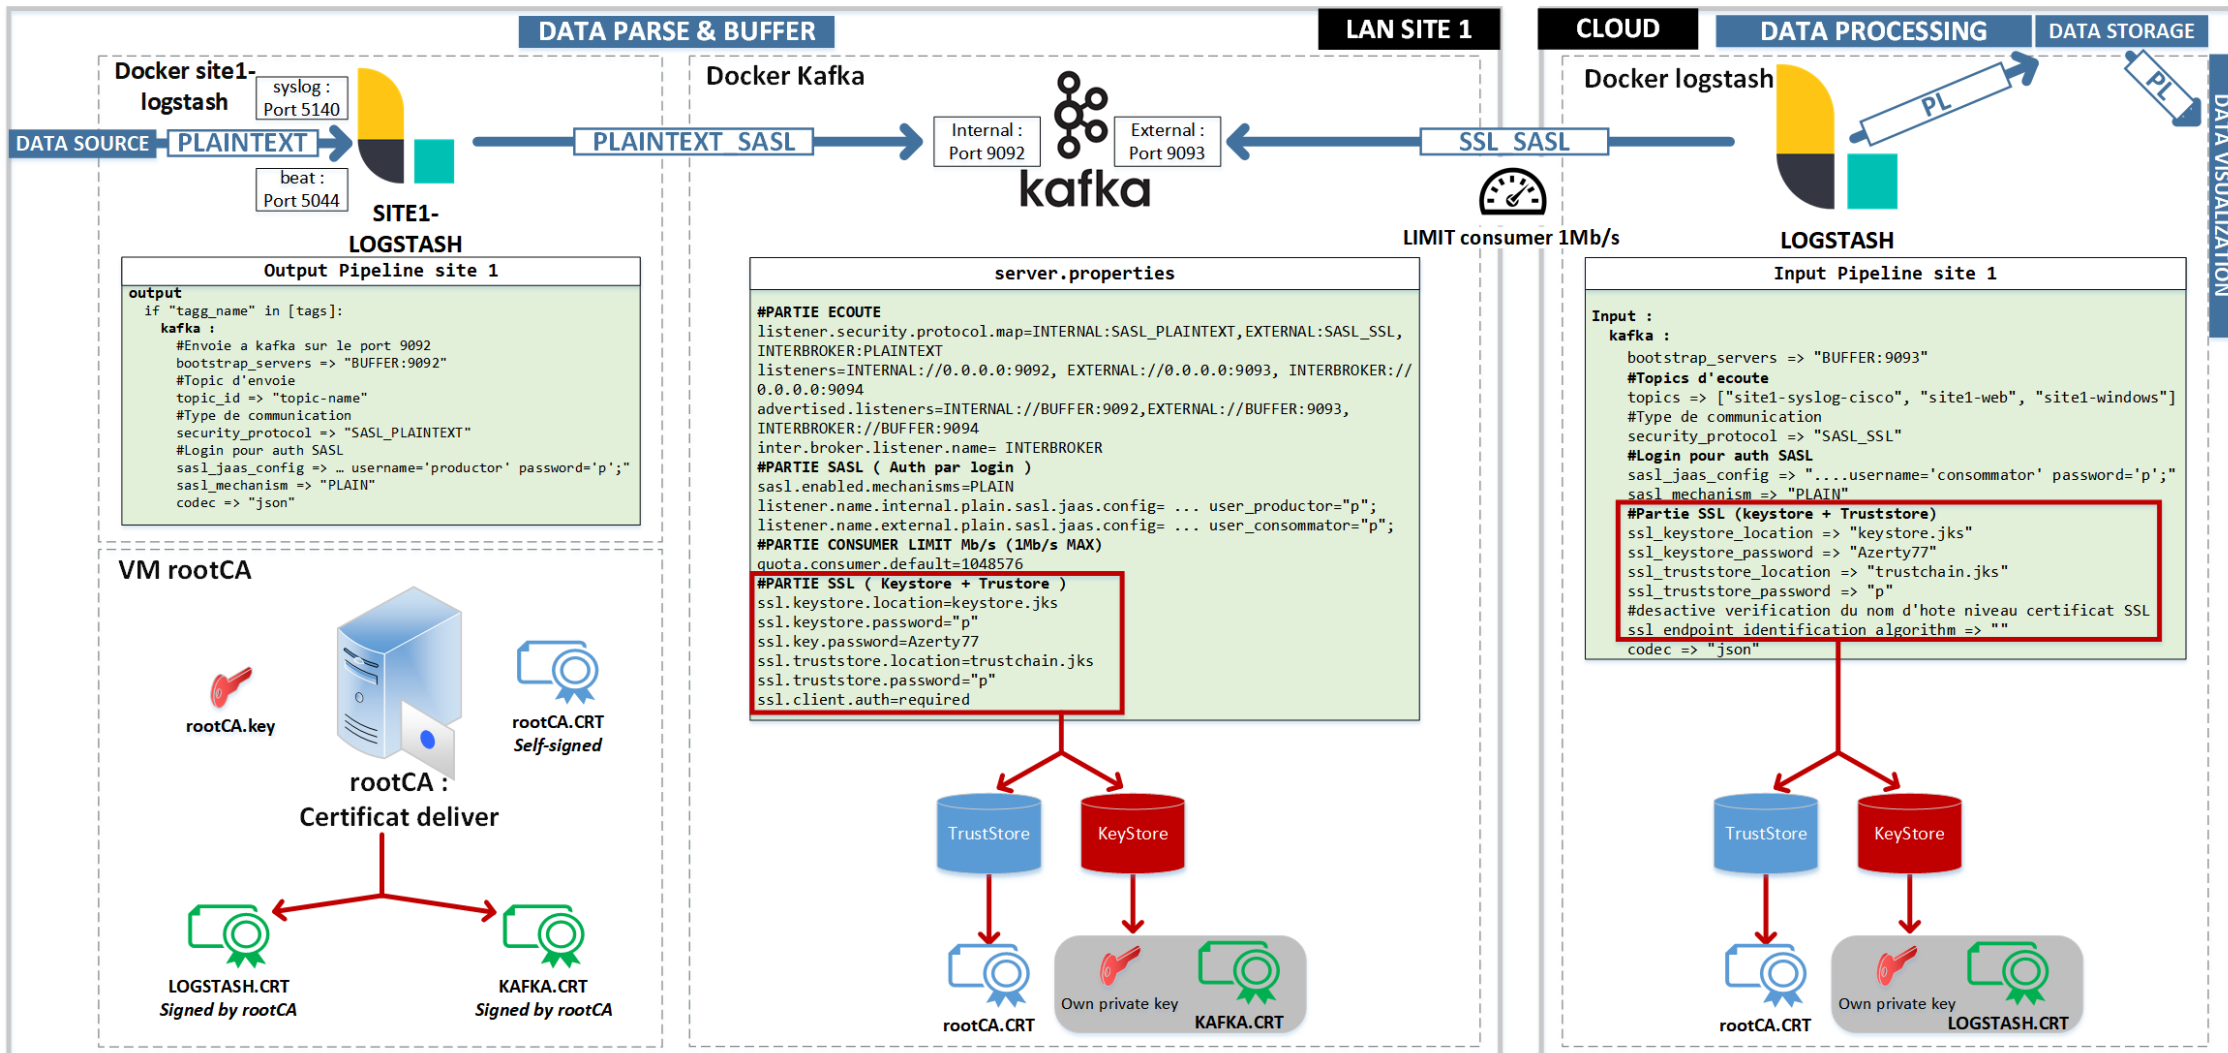 DATA PARSE & BUFFER
LAN SITE 1
CLOUD
DATA PROCESSING
DATA STORAGE
DATA VISUALIZATION
Docker site1-
logstash
syslog :
Port 5140
DATA SOURCE
PLAINTEXT
beat :
Port 5044
SITE1-
LOGSTASH
PLAINTEXT_SASL
Docker Kafka
Internal :
Port 9092
External :
Port 9093
kafka
SSL_SASL
LIMIT consumer 1Mb/s
Docker logstash
LOGSTASH
PL
PL
Output Pipeline site 1
output
if "tagg_name" in [tags]:
kafka :
#Envoie a kafka sur le port 9092
bootstrap_servers => "BUFFER:9092"
#Topic d'envoie
topic_id => "topic-name"
#Type de communication
security_protocol => "SASL_PLAINTEXT"
#Login pour auth SASL
sasl_jaas_config => … username='productor' password='p';"
sasl_mechanism => "PLAIN"
codec => "json"
server.properties
#PARTIE ECOUTE
listener.security.protocol.map=INTERNAL:SASL_PLAINTEXT,EXTERNAL:SASL_SSL,
INTERBROKER:PLAINTEXT
listeners=INTERNAL://0.0.0.0:9092, EXTERNAL://0.0.0.0:9093, INTERBROKER://
0.0.0.0:9094
advertised.listeners=INTERNAL://BUFFER:9092,EXTERNAL://BUFFER:9093,
INTERBROKER://BUFFER:9094
inter.broker.listener.name= INTERBROKER
#PARTIE SASL ( Auth par login )
sasl.enabled.mechanisms=PLAIN
listener.name.internal.plain.sasl.jaas.config= ... user_productor="p";
listener.name.external.plain.sasl.jaas.config= ... user_consommator="p";
#PARTIE CONSUMER LIMIT Mb/s (1Mb/s MAX)
quota.consumer.default=1048576
#PARTIE SSL ( Keystore + Trustore )
ssl.keystore.location=keystore.jks
ssl.keystore.password="p"
ssl.key.password=Azerty77
ssl.truststore.location=trustchain.jks
ssl.truststore.password="p"
ssl.client.auth=required
Input Pipeline site 1
Input :
kafka :
bootstrap_servers => "BUFFER:9093"
#Topics d'ecoute
topics => ["site1-syslog-cisco", "site1-web", "site1-windows"]
#Type de communication
security_protocol => "SASL_SSL"
#Login pour auth SASL
sasl_jaas_config => "....username='consommator' password='p';"
sasl_mechanism => "PLAIN"
#Partie SSL (keystore + Truststore)
ssl_keystore_location => "keystore.jks"
ssl_keystore_password => "Azerty77"
ssl_truststore_location => "trustchain.jks"
ssl_truststore_password => "p"
#desactive verification du nom d'hote niveau certificat SSL
ssl_endpoint_identification_algorithm => ""
codec => "json"
VM rootCA
rootCA.key
rootCA.CRT
Self-signed
rootCA :
Certificat deliver
LOGSTASH.CRT
Signed by rootCA
KAFKA.CRT
Signed by rootCA
TrustStore
KeyStore
rootCA.CRT
Own private key
KAFKA.CRT
TrustStore
KeyStore
rootCA.CRT
Own private key
LOGSTASH.CRT